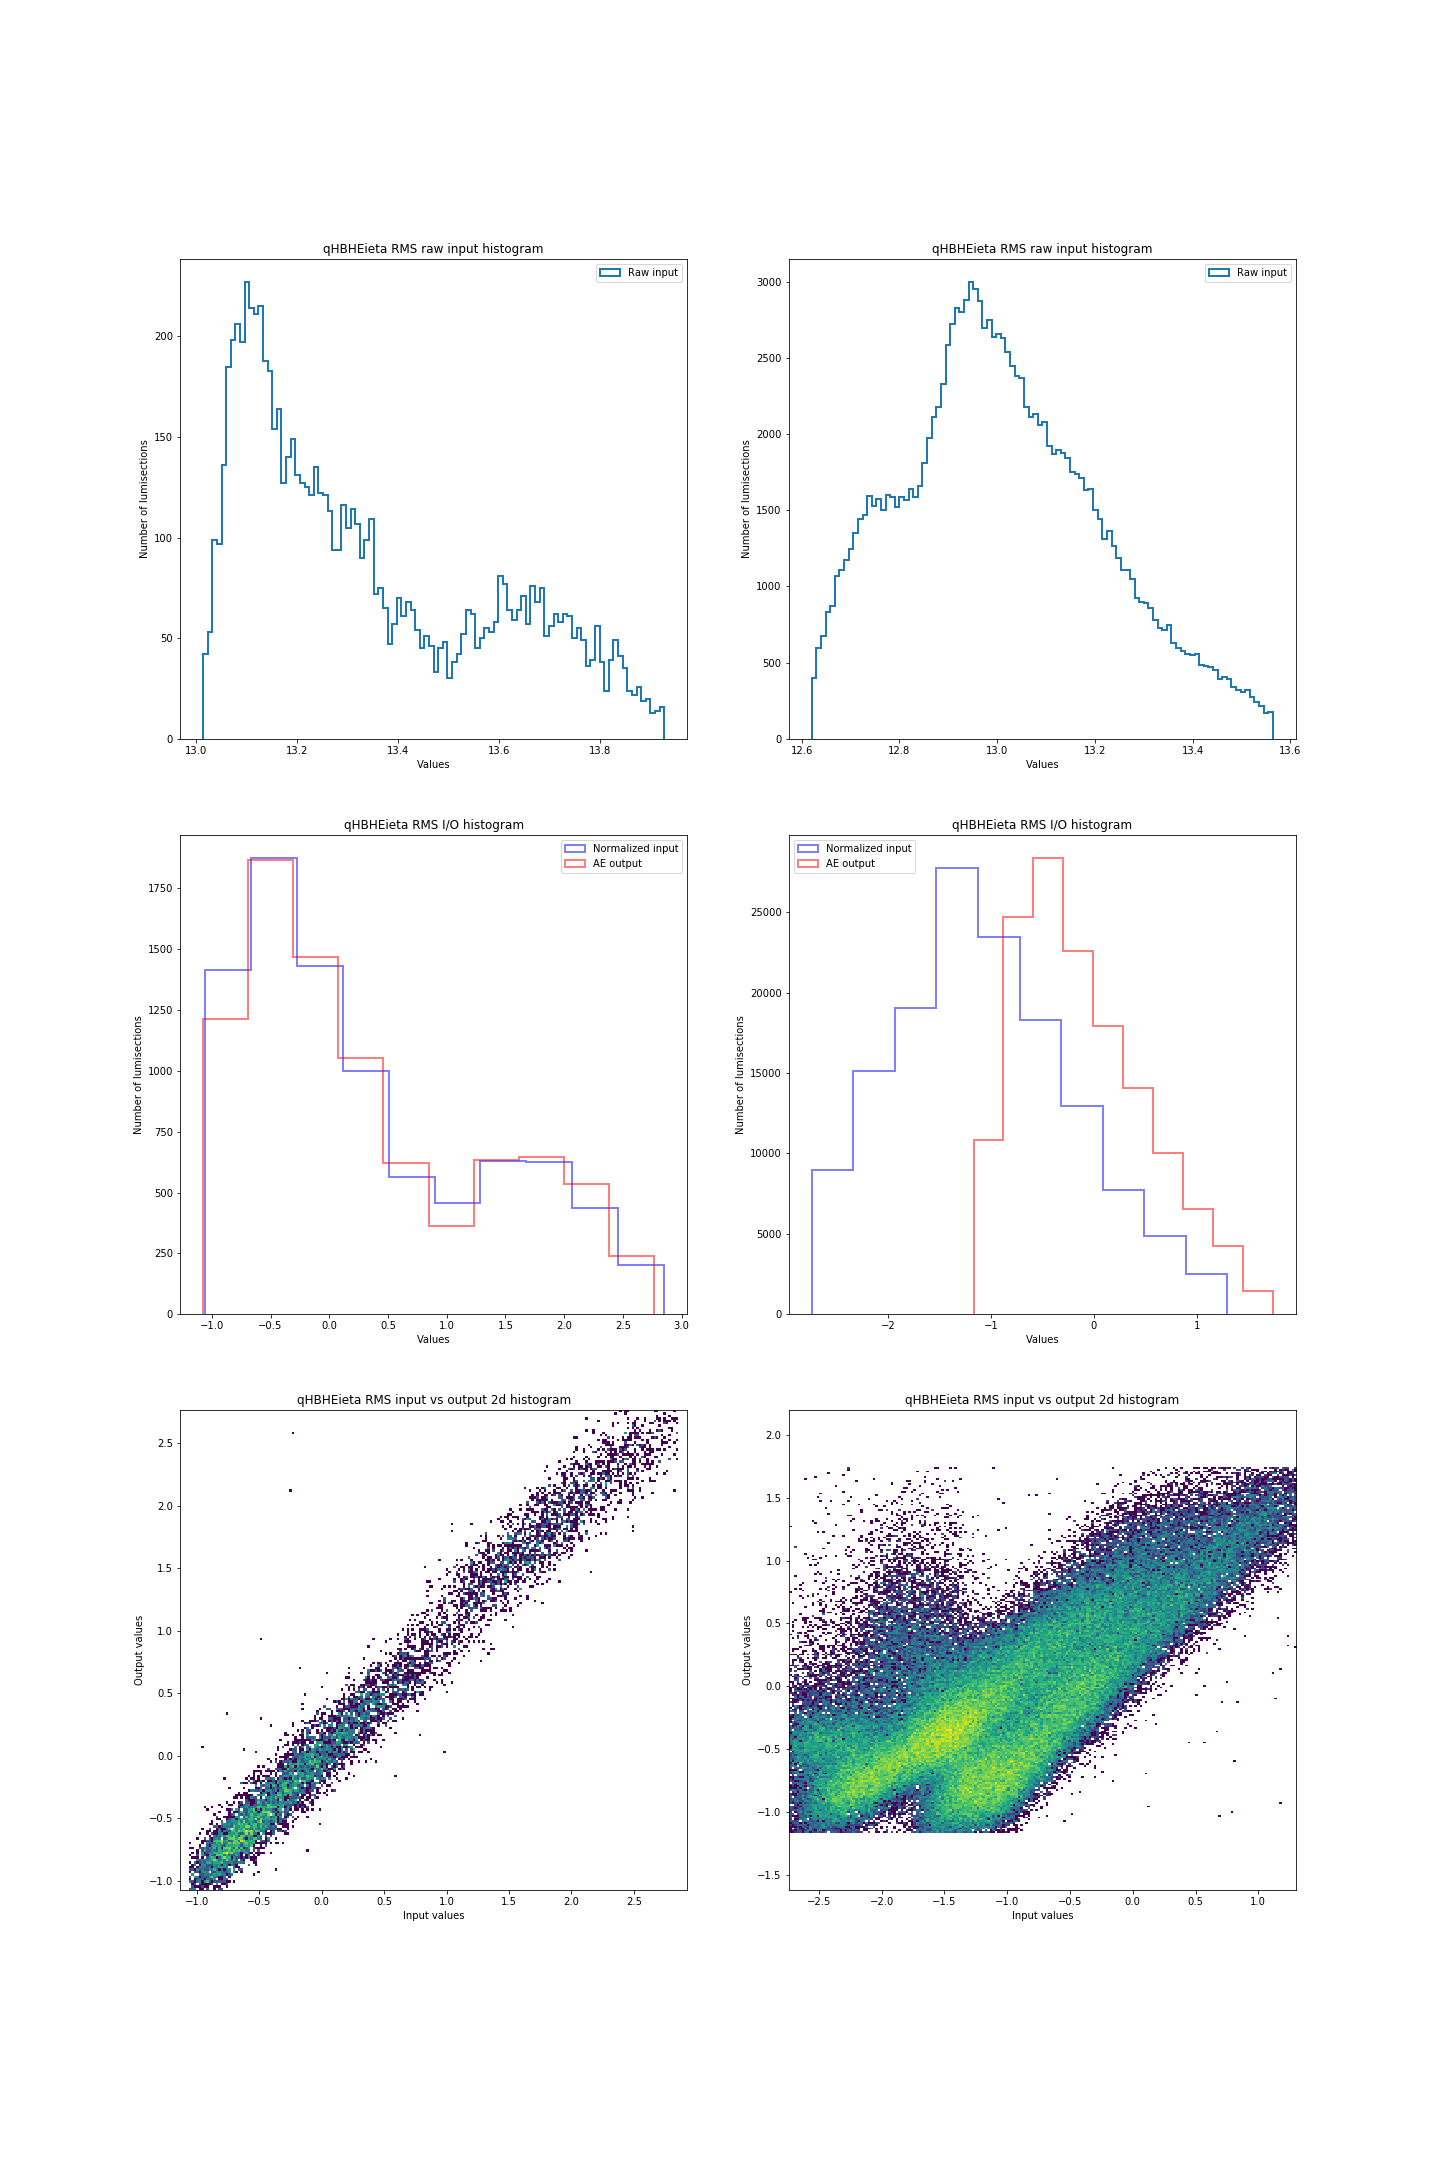 qHBHEieta RMS raw input histogram
Raw input
Number of lumisections
200
150
100
50
0
13.0 13.2 13.4 13.6 13.8
Values
qHBHEieta RMS raw input histogram
Raw input
Number of lumisections
3000
2500
2000
1500
1000
500
0
12.6 12.8 13.0 13.2 13.4 13.6
Values
qHBHEieta RMS I/O histogram
Normalized input
AE output
Number of lumisections
1750
1500
1250
1000
750
500
250
0
−1.0 −0.5 0.0 0.5 1.0 1.5 2.0 2.5 3.0
Values
qHBHEieta RMS I/O histogram
Normalized input
AE output
Number of lumisections
25000
20000
15000
10000
5000
0
−2 −1 0 1
Values
qHBHEieta RMS input vs output 2d histogram
Output values
2.5
2.0
1.5
1.0
0.5
0.0
−0.5
−1.0
−1.0 −0.5 0.0 0.5 1.0 1.5 2.0 2.5
Input values
qHBHEieta RMS input vs output 2d histogram
Output values
2.0
1.5
1.0
0.5
0.0
−0.5
−1.0
−1.5
−2.5 −2.0 −1.5 −1.0 −0.5 0.0 0.5 1.0
Input values